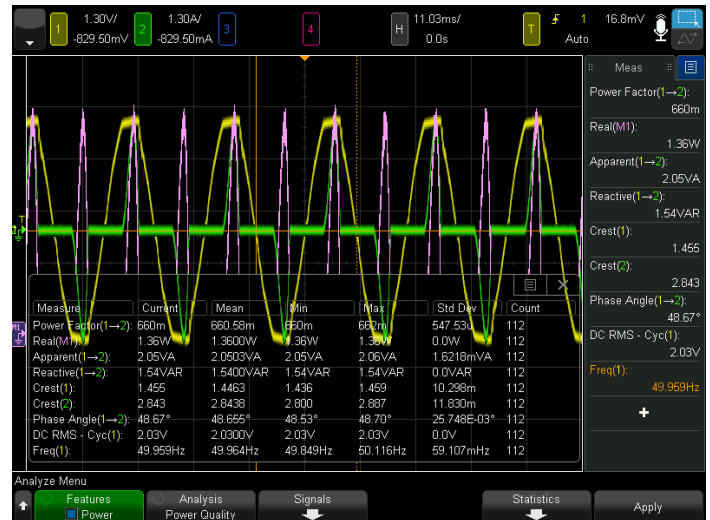 1 1.30V/ 2 1.30A/ 3 4 H 11.03ms/ T 1 16.8mV
-829.50mV -829.50mA 0.0s Auto
Meas
Power Factor(1→2):
660m
Real(M1):
1.36W
Apparent(1→2):
2.05VA
Reactive(1→2):
1.54VAR
Crest(1):
1.455
Crest(2):
2.843
Phase Angle(1→2):
48.67°
DC RMS - Cyc(1):
2.03V
Freq(1):
49.959Hz
T
M1
Measure Current Mean Min Max Std Dev Count
Power Factor(1→2): 660m 660.58m 660m 662m 547.53u 112
Real(M1): 1.36W 1.3600W 1.36W 1.36W 0.0W 112
Apparent(1→2): 2.05VA 2.0503VA 2.05VA 2.06VA 1.6218mVA 112
Reactive(1→2): 1.54VAR 1.5400VAR 1.54VAR 1.54VAR 0.0VAR 112
Crest(1): 1.455 1.4463 1.436 1.459 10.298m 112
Crest(2): 2.843 2.8438 2.800 2.887 11.830m 112
Phase Angle(1→2): 48.67° 48.655° 48.53° 48.70° 25.748E-03° 112
DC RMS - Cyc(1): 2.03V 2.0300V 2.03V 2.03V 0.0V 112
Freq(1): 49.959Hz 49.964Hz 49.849Hz 50.116Hz 59.107mHz 112
Analyze Menu
Features Analysis Signals Statistics Apply
Power Power Quality